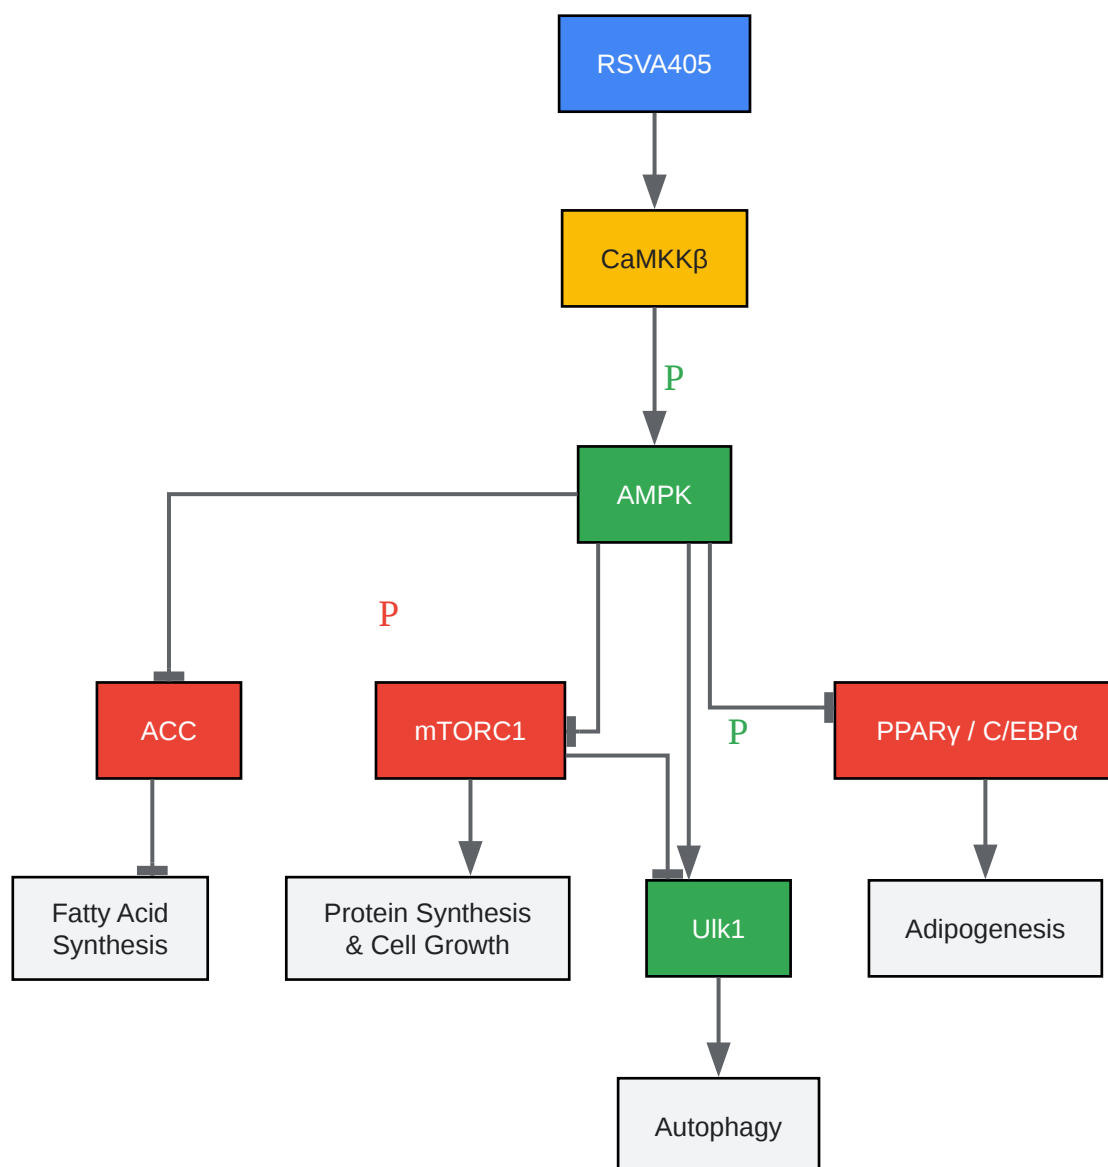 RSVA405
CaMKKβ
P
AMPK
P
ACC
mTORC1
P
PPARγ / C/EBPα
Fatty Acid
Synthesis
Protein Synthesis
& Cell Growth
Ulk1
Adipogenesis
Autophagy